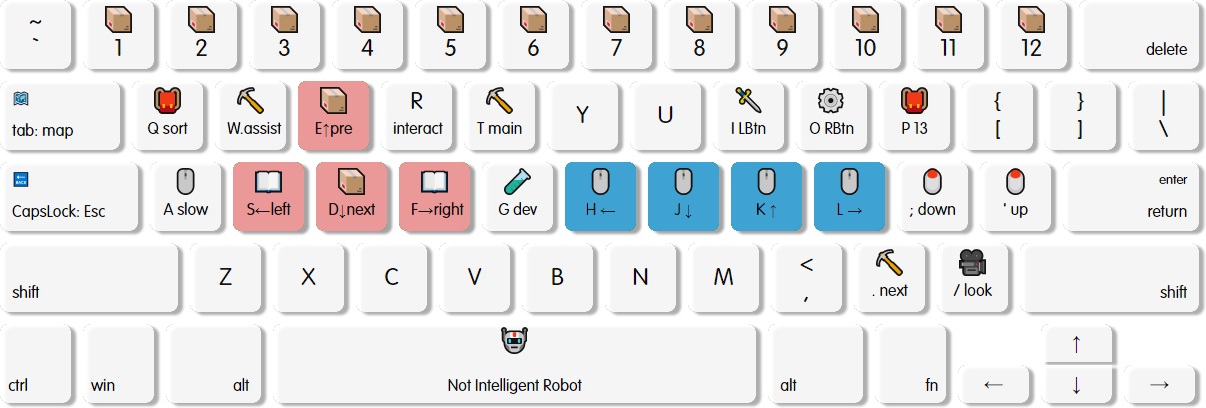 ~
`
1
2
3
4
5
6
7
8
9
10
11
12
delete
tab: map
Q sort
W.assist
E↑pre
R
interact
T main
Y
U
I LBtn
O RBtn
P 13
{
[
}
]
|
\
BACK
CapsLock: Esc
A slow
S←left
D↓next
F→right
G dev
H ←
J ↓
K ↑
L →
; down
' up
enter
return
shift
Z
X
C
V
B
N
M
<
,
. next
/ look
shift
ctrl
win
alt
Not Intelligent Robot
alt
fn
←
↑
↓
→